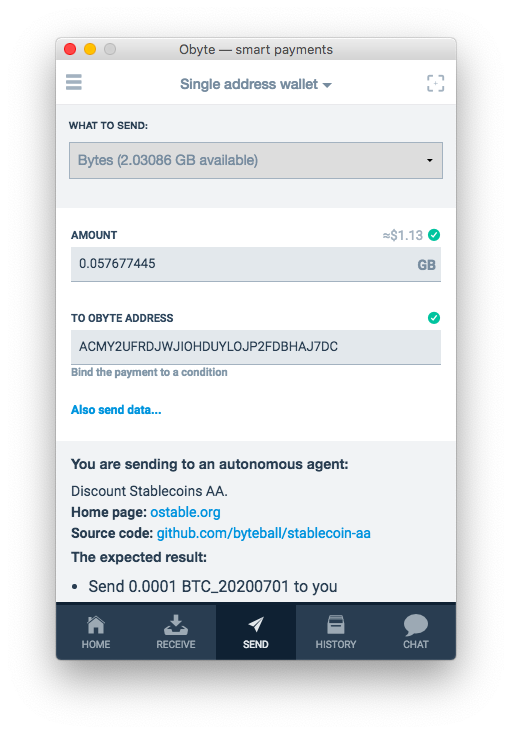 Obyte — smart payments
Single address wallet
WHAT TO SEND:
Bytes (2.03086 GB available)
AMOUNT ≈$1.13
0.057677445 GB
TO OBYTE ADDRESS
ACMY2UFRDJWJIOHDUYLOJP2FDBHAJ7DC
Bind the payment to a condition
Also send data...
You are sending to an autonomous agent:
Discount Stablecoins AA.
Home page: ostable.org
Source code: github.com/byteball/stablecoin-aa
The expected result:
• Send 0.0001 BTC_20200701 to you
HOME RECEIVE SEND HISTORY CHAT